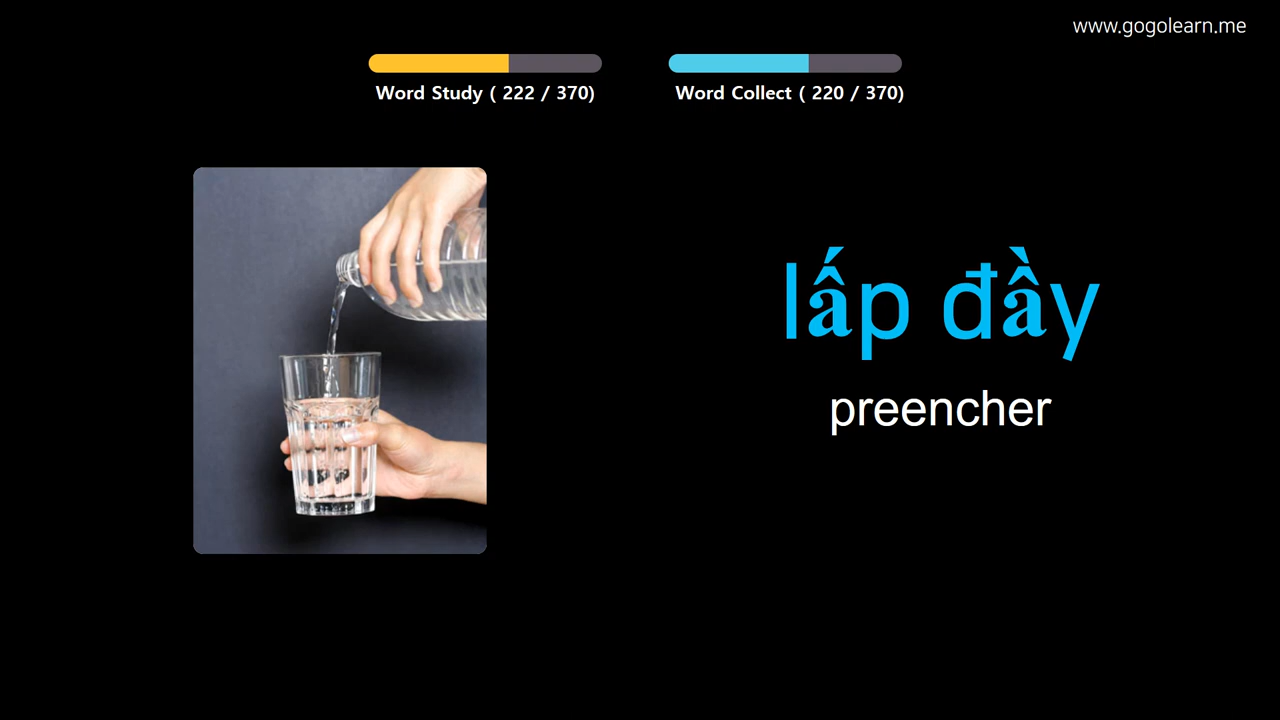 www.gogolearn.me
Word Study ( 222 / 370)
Word Collect ( 220 / 370)
lấp đầy
preencher